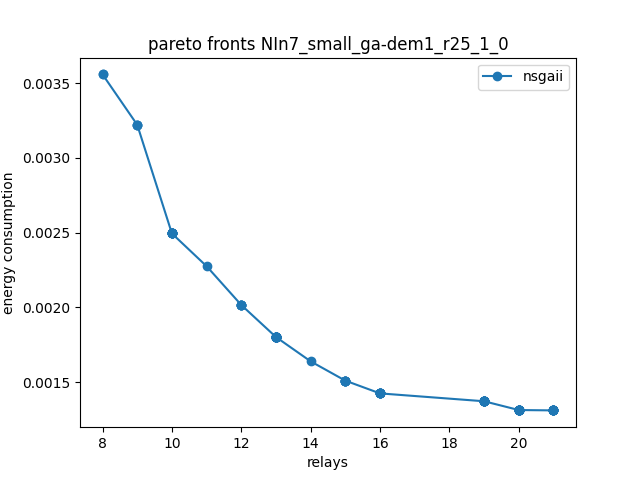 pareto fronts NIn7_small_ga-dem1_r25_1_0
nsgaii
0.0035
0.0030
0.0025
0.0020
0.0015
energy consumption
8 10 12 14 16 18 20
relays